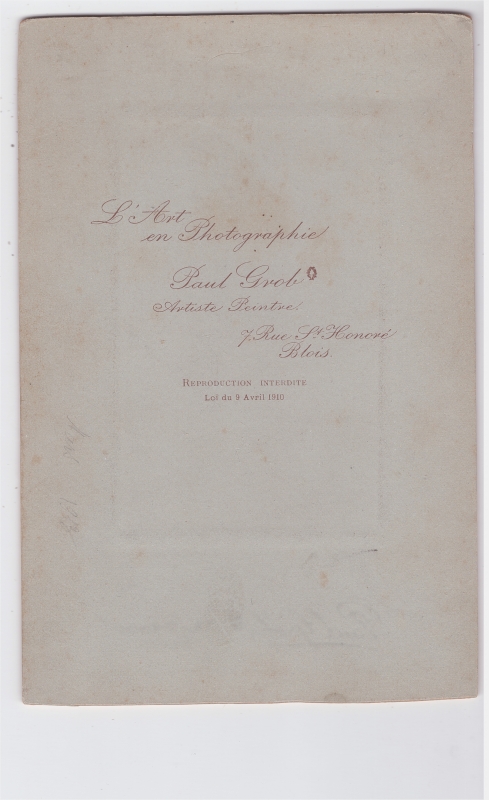 L'Art
en Photographie
Paul Grob
Artiste Peintre.
7. Rue St. Honoré
Blois.
REPRODUCTION INTERDITE
Loi du 9 Avril 1910